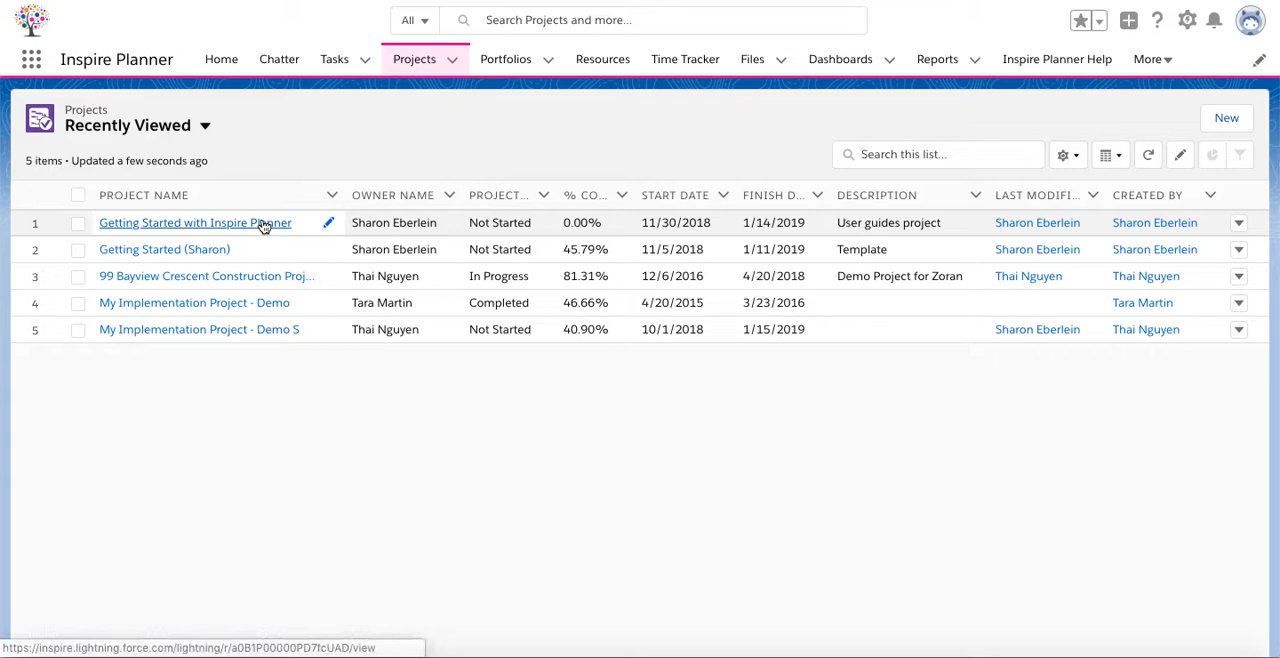 All Search Projects and more...
Inspire Planner Home Chatter Tasks Projects Portfolios Resources Time Tracker Files Dashboards Reports Inspire Planner Help More
Projects
Recently Viewed
New
5 items • Updated a few seconds ago
Search this list...
PROJECT NAME OWNER NAME PROJECT... % CO... START DATE FINISH D... DESCRIPTION LAST MODIFI... CREATED BY
1 Getting Started with Inspire Planner Sharon Eberlein Not Started 0.00% 11/30/2018 1/14/2019 User guides project Sharon Eberlein Sharon Eberlein
2 Getting Started (Sharon) Sharon Eberlein Not Started 45.79% 11/5/2018 1/11/2019 Template Sharon Eberlein Sharon Eberlein
3 99 Bayview Crescent Construction Proj... Thai Nguyen In Progress 81.31% 12/6/2016 4/20/2018 Demo Project for Zoran Thai Nguyen Thai Nguyen
4 My Implementation Project - Demo Tara Martin Completed 46.66% 4/20/2015 3/23/2016 Tara Martin
5 My Implementation Project - Demo S Thai Nguyen Not Started 40.90% 10/1/2018 1/15/2019 Sharon Eberlein Thai Nguyen
https://inspire.lightning.force.com/lightning/r/a0B1P00000PD7fcUAD/view